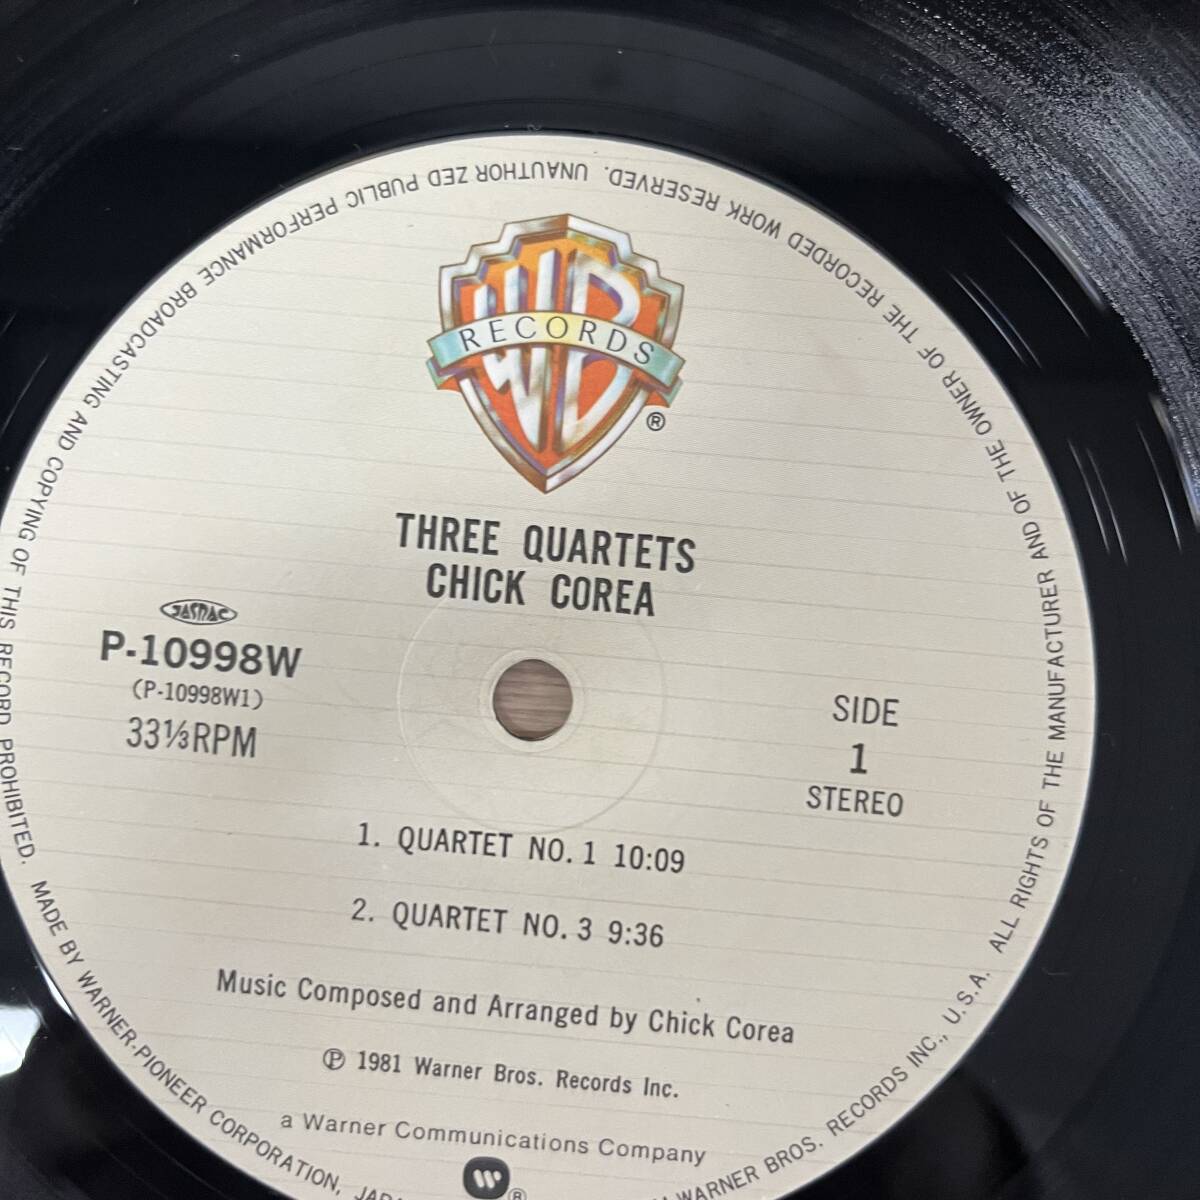 WB
RECORDS
®
THREE QUARTETS
CHICK COREA
JASRAC
P-10998W
(P-10998W1)
33⅓RPM
SIDE
1
STEREO
1. QUARTET NO. 1 10:09
2. QUARTET NO. 3 9:36
Music Composed and Arranged by Chick Corea
Ⓟ 1981 Warner Bros. Records Inc.
a Warner Communications Company
®
WARNER BROS. RECORDS INC., U.S.A. ALL RIGHTS OF THE MANUFACTURER AND OF THE OWNER OF THE RECORDED WORK RESERVED. UNAUTHOR ZED PUBLIC PERFORMANCE BROADCASTING AND COPYING OF THIS RECORD PROHIBITED. MADE BY WARNER-PIONEER CORPORATION,